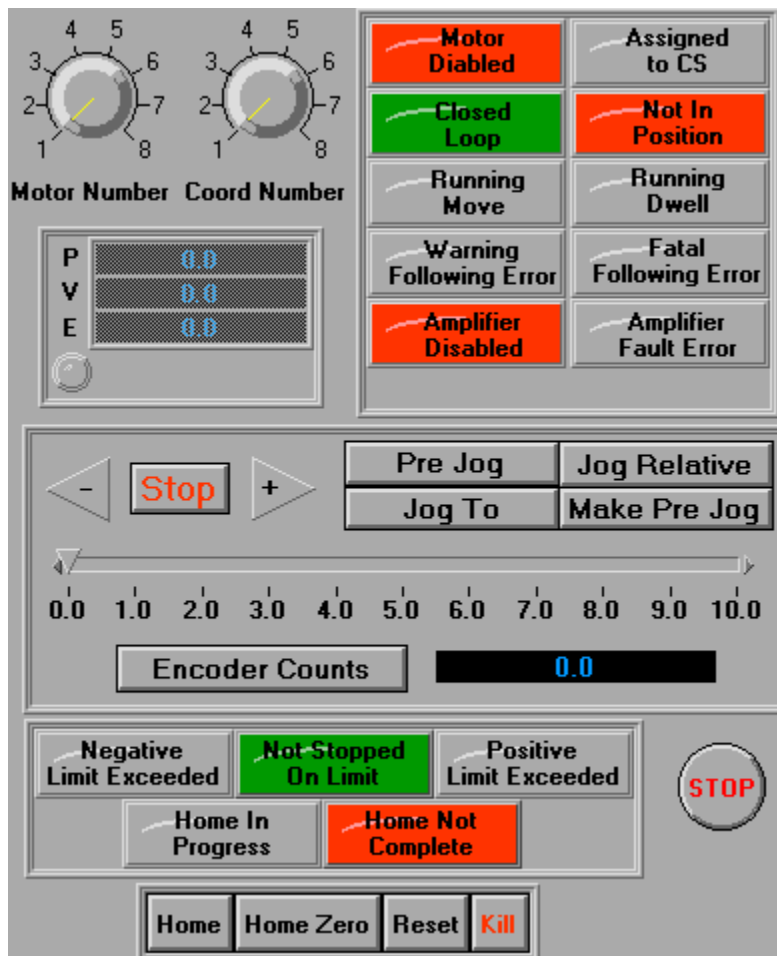 4 5 4 5
3 6 3 6
2 7 2 7
1 8 1 8
Motor Number Coord Number
Motor
Diabled
Assigned
to CS
Closed
Loop
Not In
Position
Running
Move
Running
Dwell
Warning
Following Error
Fatal
Following Error
Amplifier
Disabled
Amplifier
Fault Error
P 0.0
V 0.0
E 0.0
- Stop +
Pre Jog Jog Relative
Jog To Make Pre Jog
0.0 1.0 2.0 3.0 4.0 5.0 6.0 7.0 8.0 9.0 10.0
Encoder Counts 0.0
Negative
Limit Exceeded
Not Stopped
On Limit
Positive
Limit Exceeded
Home In
Progress
Home Not
Complete
STOP
Home Home Zero Reset Kill